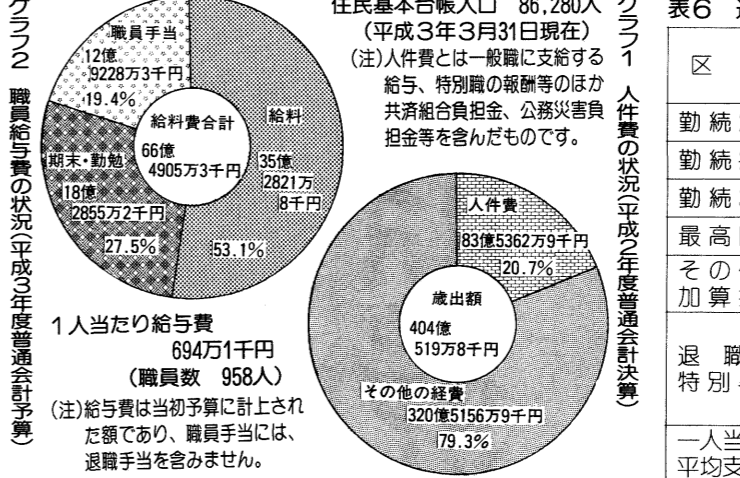 グラフ1　人件費の状況(平成2年度普通会計決算)
住民基本台帳人口　86,280人
(平成3年3月31日現在)
(注)人件費とは一般職に支給する
給与、特別職の報酬等のほか
共済組合負担金、公務災害負
担金等を含んだものです。
人件費
83億5362万9千円
20.7%
歳出額
404億
519万8千円
その他の経費
320億5156万9千円
79.3%
グラフ2　職員給与費の状況(平成3年度普通会計予算)
職員手当
12億
9228万3千円
19.4%
給料費合計
66億
4905万3千円
給料
35億
2821万
8千円
53.1%
期末・勤勉
18億
2855万2千円
27.5%
1人当たり給与費
694万1千円
(職員数　958人)
(注)給与費は当初予算に計上され
た額であり、職員手当には、
退職手当を含みません。
表6
区
勤続
勤続
勤続
最高
その
加算
退職
特別
一人当
平均支